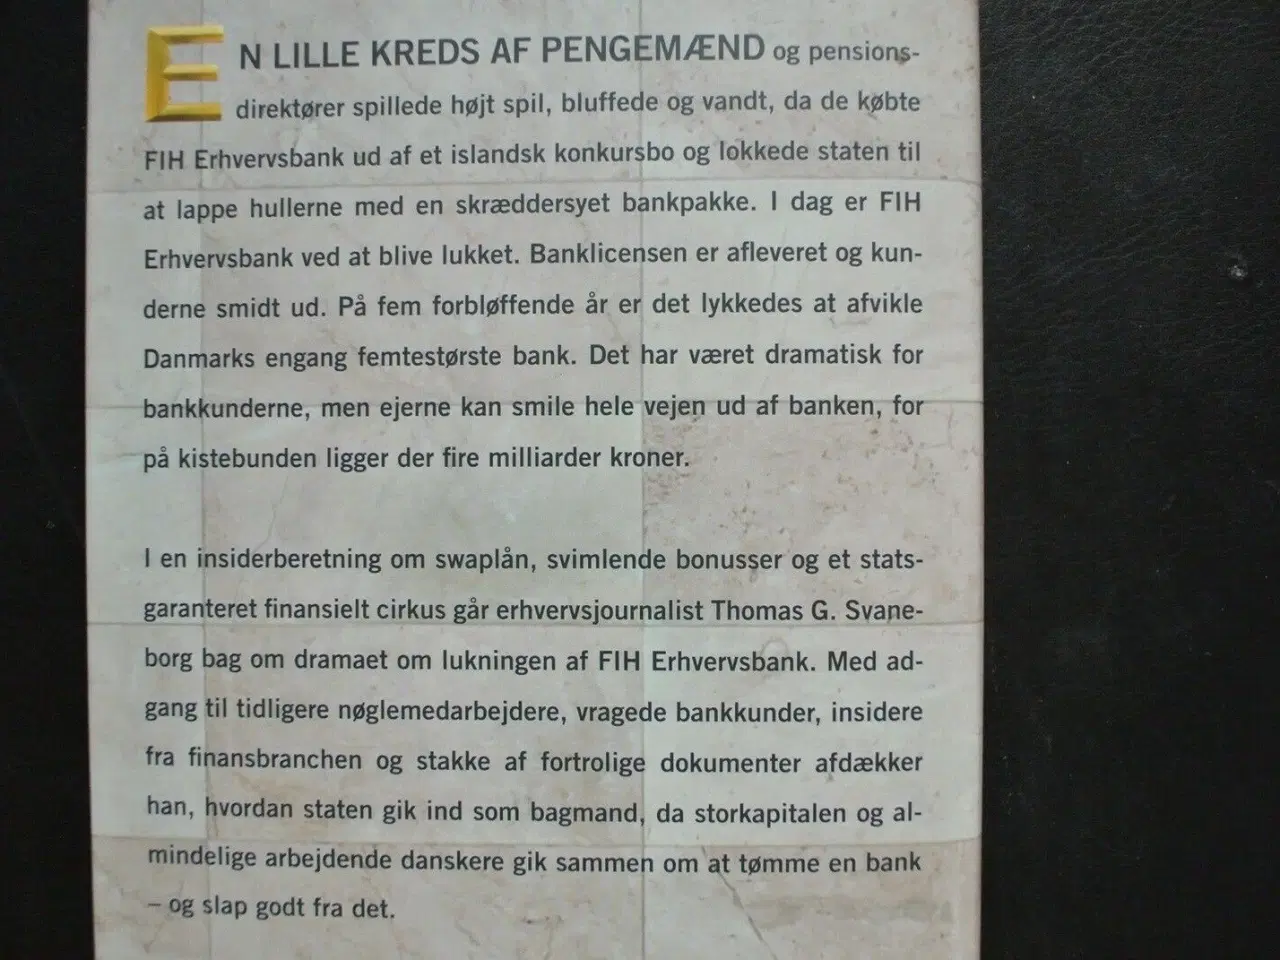 EN LILLE KREDS AF PENGEMÆND og pensions-
direktører spillede højt spil, bluffede og vandt, da de købte
FIH Erhvervsbank ud af et islandsk konkursbo og lokkede staten til
at lappe hullerne med en skræddersyet bankpakke. I dag er FIH
Erhvervsbank ved at blive lukket. Banklicensen er afleveret og kun-
derne smidt ud. På fem forbløffende år er det lykkedes at afvikle
Danmarks engang femtestørste bank. Det har været dramatisk for
bankkunderne, men ejerne kan smile hele vejen ud af banken, for
på kistebunden ligger der fire milliarder kroner.
I en insiderberetning om swaplån, svimlende bonusser og et stats-
garanteret finansielt cirkus går erhvervsjournalist Thomas G. Svane-
borg bag om dramaet om lukningen af FIH Erhvervsbank. Med ad-
gang til tidligere nøglemedarbejdere, vragede bankkunder, insidere
fra finansbranchen og stakke af fortrolige dokumenter afdækker
han, hvordan staten gik ind som bagmand, da storkapitalen og al-
mindelige arbejdende danskere gik sammen om at tømme en bank
– og slap godt fra det.